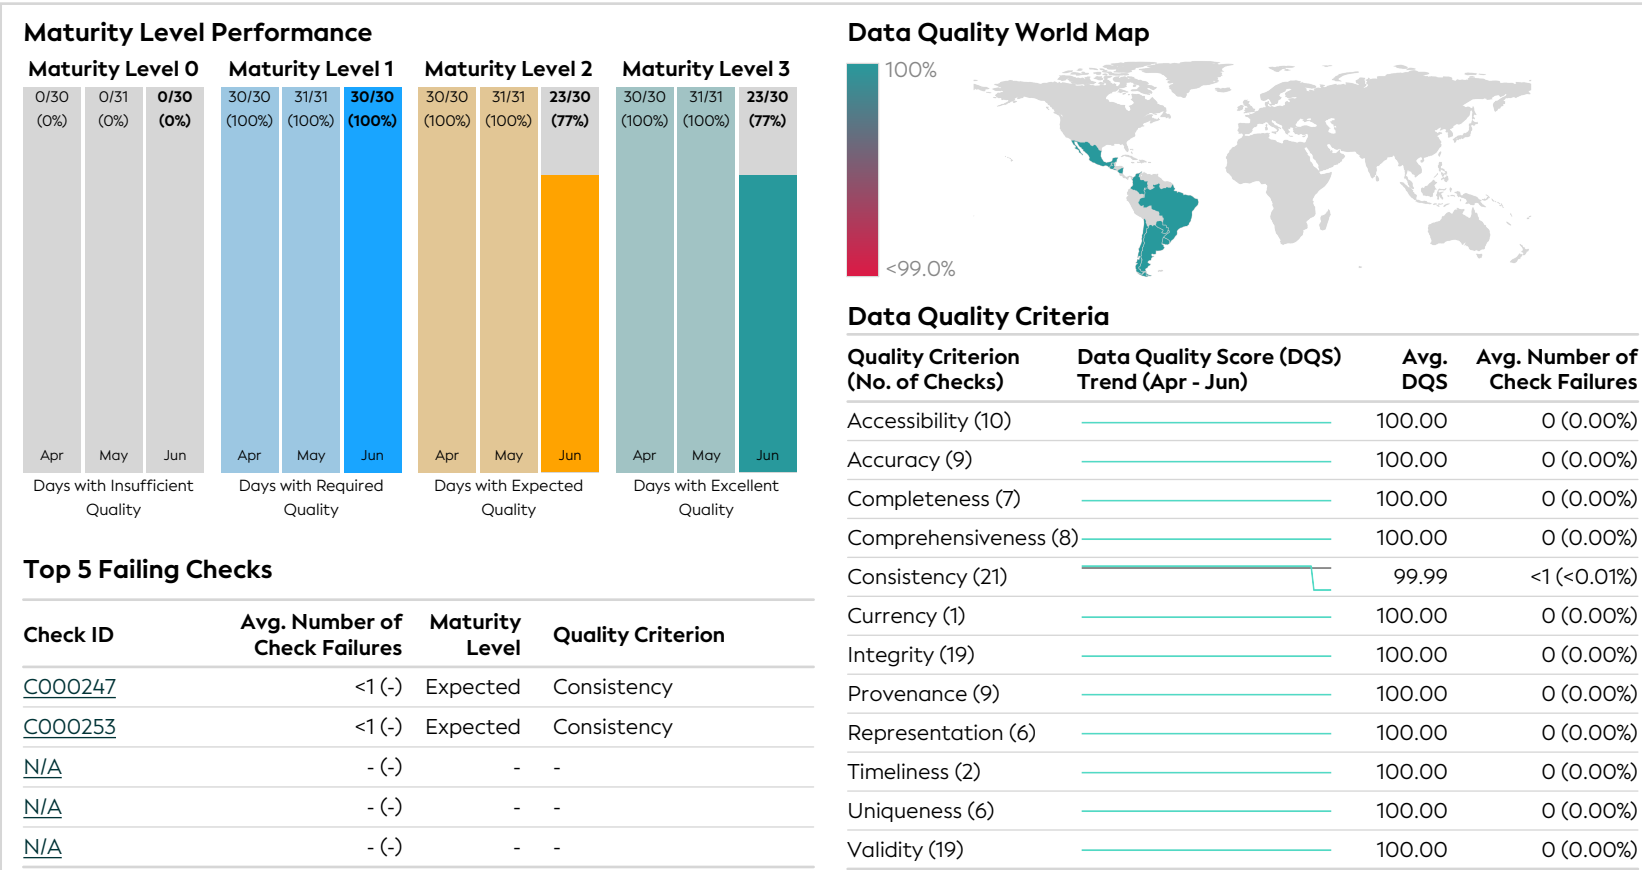 Maturity Level Performance
Maturity Level 0
Maturity Level 1
Maturity Level 2
Maturity Level 3
0/30 0/31 0/30
(0%) (0%) (0%)
Apr May Jun
Days with Insufficient
Quality
30/30 31/31 30/30
(100%) (100%) (100%)
Apr May Jun
Days with Required
Quality
30/30 31/31 23/30
(100%) (100%) (77%)
Apr May Jun
Days with Expected
Quality
30/30 31/31 23/30
(100%) (100%) (77%)
Apr May Jun
Days with Excellent
Quality
Top 5 Failing Checks
Check ID
Avg. Number of
Check Failures
Maturity
Level
Quality Criterion
C000247 <1 (-) Expected Consistency
C000253 <1 (-) Expected Consistency
N/A - (-) - -
N/A - (-) - -
N/A - (-) - -
Data Quality World Map
100%
<99.0%
Data Quality Criteria
Quality Criterion
(No. of Checks)
Data Quality Score (DQS)
Trend (Apr - Jun)
Avg.
DQS
Avg. Number of
Check Failures
Accessibility (10) 100.00 0 (0.00%)
Accuracy (9) 100.00 0 (0.00%)
Completeness (7) 100.00 0 (0.00%)
Comprehensiveness (8) 100.00 0 (0.00%)
Consistency (21) 99.99 <1 (<0.01%)
Currency (1) 100.00 0 (0.00%)
Integrity (19) 100.00 0 (0.00%)
Provenance (9) 100.00 0 (0.00%)
Representation (6) 100.00 0 (0.00%)
Timeliness (2) 100.00 0 (0.00%)
Uniqueness (6) 100.00 0 (0.00%)
Validity (19) 100.00 0 (0.00%)